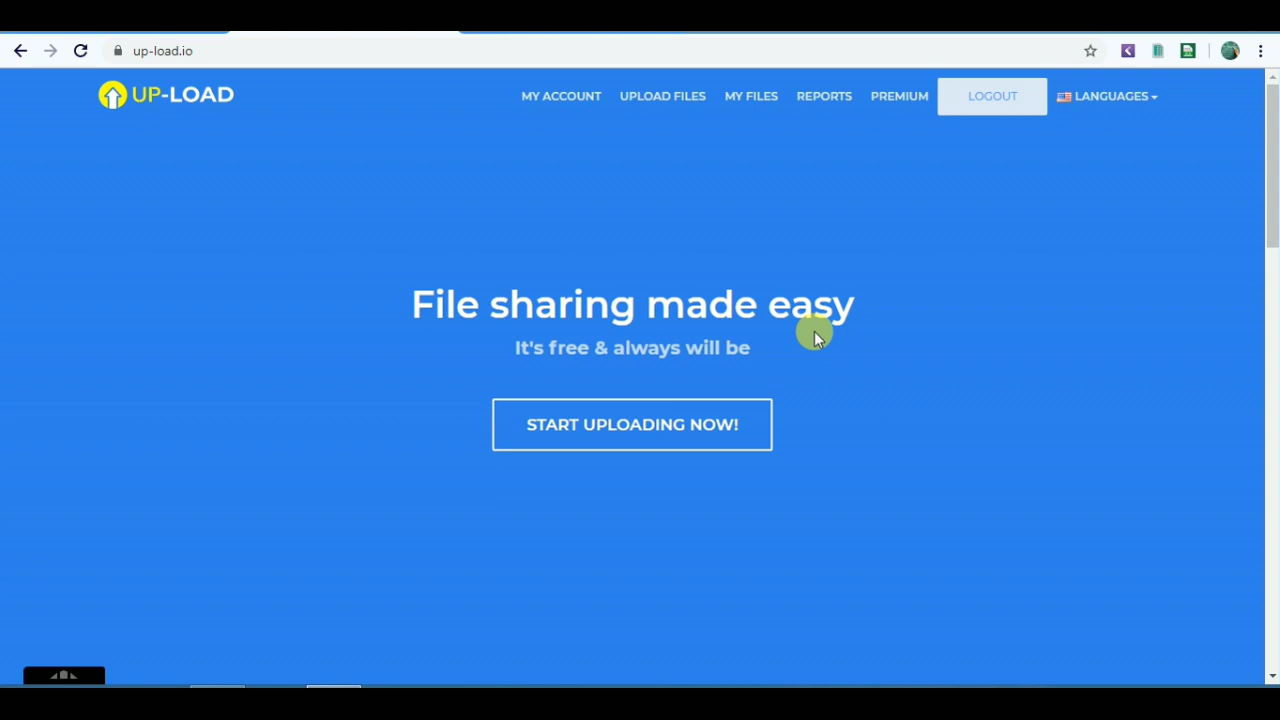 up-load.io
UP-LOAD
MY ACCOUNT UPLOAD FILES MY FILES REPORTS PREMIUM LOGOUT LANGUAGES
File sharing made easy
It's free & always will be
START UPLOADING NOW!